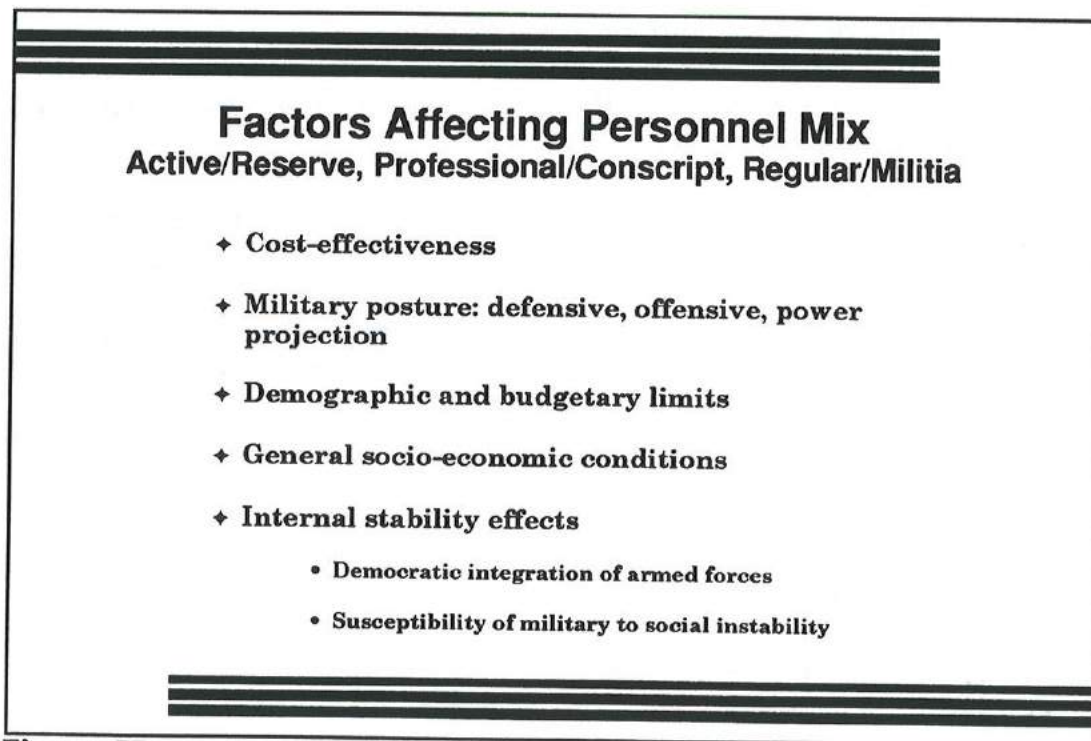 Factors Affecting Personnel Mix
Active/Reserve, Professional/Conscript, Regular/Militia
✦ Cost-effectiveness
✦ Military posture: defensive, offensive, power
projection
✦ Demographic and budgetary limits
✦ General socio-economic conditions
✦ Internal stability effects
• Democratic integration of armed forces
• Susceptibility of military to social instability